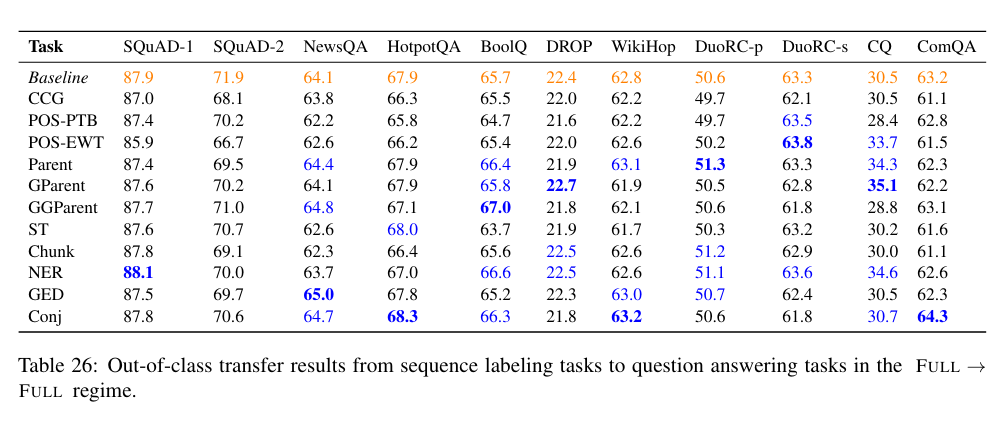 Task SQuAD-1 SQuAD-2 NewsQA HotpotQA BoolQ DROP WikiHop DuoRC-p DuoRC-s CQ ComQA
Baseline 87.9 71.9 64.1 67.9 65.7 22.4 62.8 50.6 63.3 30.5 63.2
CCG 87.0 68.1 63.8 66.3 65.5 22.0 62.2 49.7 62.1 30.5 61.1
POS-PTB 87.4 70.2 62.2 65.8 64.7 21.6 62.2 49.7 63.5 28.4 62.8
POS-EWT 85.9 66.7 62.6 66.2 65.4 22.0 62.6 50.2 63.8 33.7 61.5
Parent 87.4 69.5 64.4 67.9 66.4 21.9 63.1 51.3 63.3 34.3 62.3
GParent 87.6 70.2 64.1 67.9 65.8 22.7 61.9 50.5 62.8 35.1 62.2
GGParent 87.7 71.0 64.8 67.1 67.0 21.8 62.1 50.6 61.8 28.8 63.1
ST 87.6 70.7 62.6 68.0 63.7 21.9 61.7 50.3 63.2 30.2 61.6
Chunk 87.8 69.1 62.3 66.4 65.6 22.5 62.6 51.2 62.9 30.0 61.1
NER 88.1 70.0 63.7 67.0 66.6 22.5 62.6 51.1 63.6 34.6 62.6
GED 87.5 69.7 65.0 67.8 65.2 22.3 63.0 50.7 62.4 30.5 62.3
Conj 87.8 70.6 64.7 68.3 66.3 21.8 63.2 50.6 61.8 30.7 64.3
Table 26: Out-of-class transfer results from sequence labeling tasks to question answering tasks in the FULL →
FULL regime.